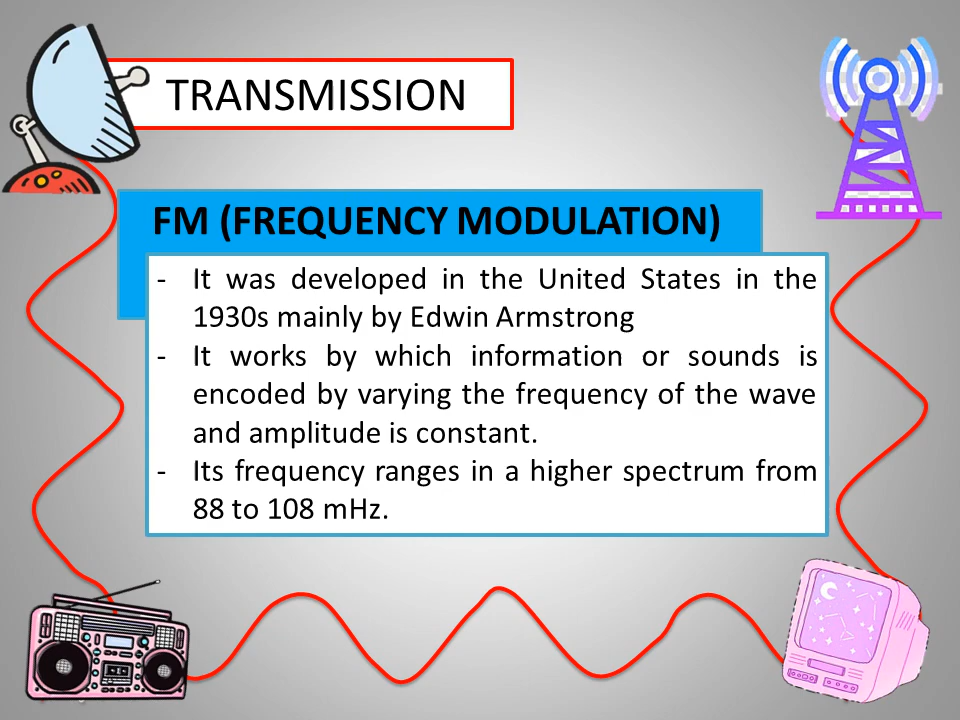 TRANSMISSION
FM (FREQUENCY MODULATION)
- It was developed in the United States in the
1930s mainly by Edwin Armstrong
- It works by which information or sounds is
encoded by varying the frequency of the wave
and amplitude is constant.
- Its frequency ranges in a higher spectrum from
88 to 108 mHz.